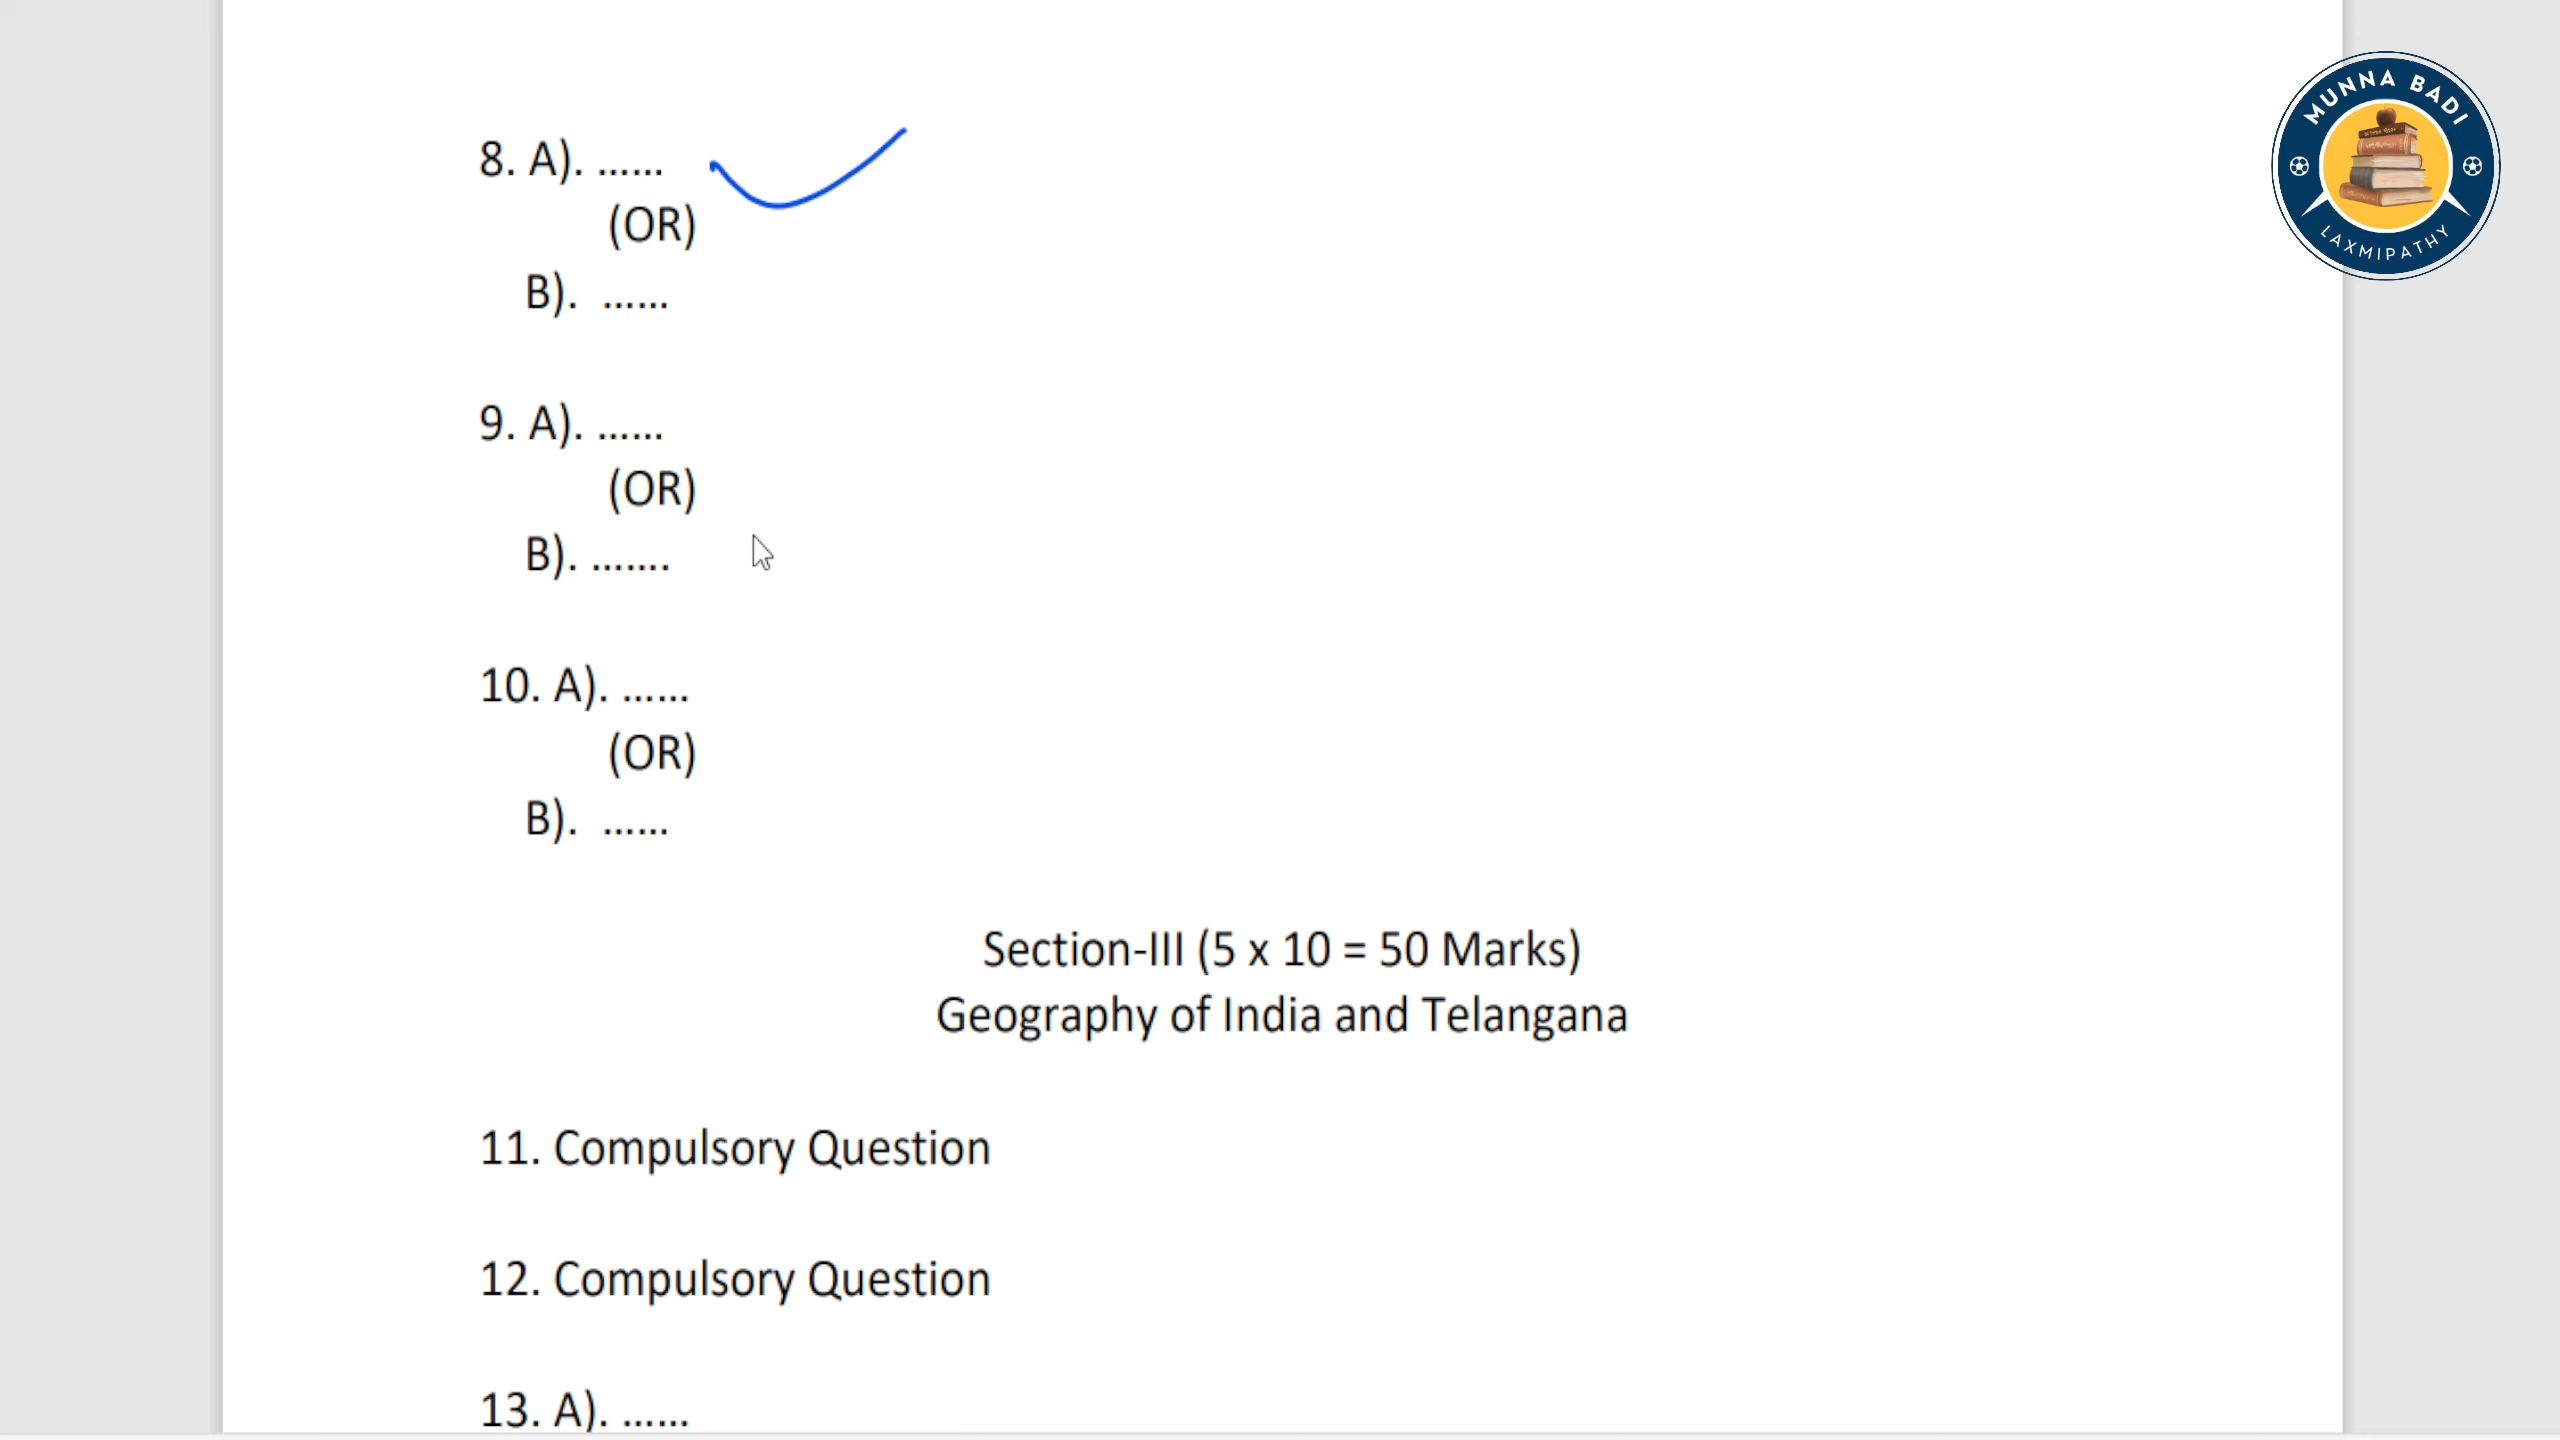 8. A). ......
(OR)
B). ......
9. A). ......
(OR)
B). .......
10. A). ......
(OR)
B). ......
Section-III (5 x 10 = 50 Marks)
Geography of India and Telangana
11. Compulsory Question
12. Compulsory Question
13. A). ......
MUNNA BADI
LAXMIPATHY